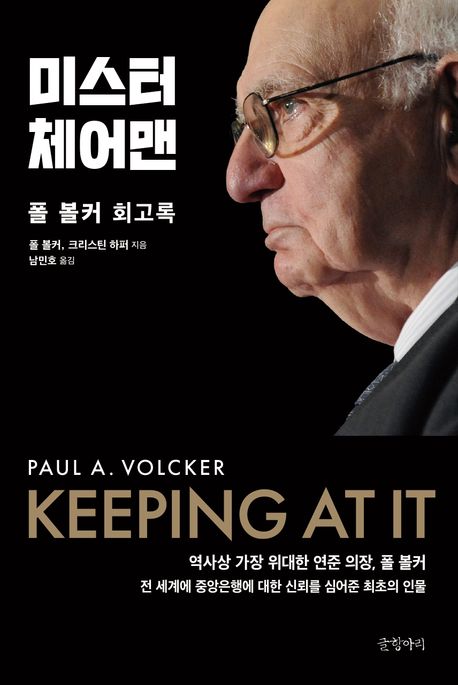 미스터
체어맨
폴 볼커 회고록
폴 볼커, 크리스틴 하퍼 지음
남민호 옮김
PAUL A. VOLCKER
KEEPING AT IT
역사상 가장 위대한 연준 의장, 폴 볼커
전 세계에 중앙은행에 대한 신뢰를 심어준 최초의 인물
글항아리